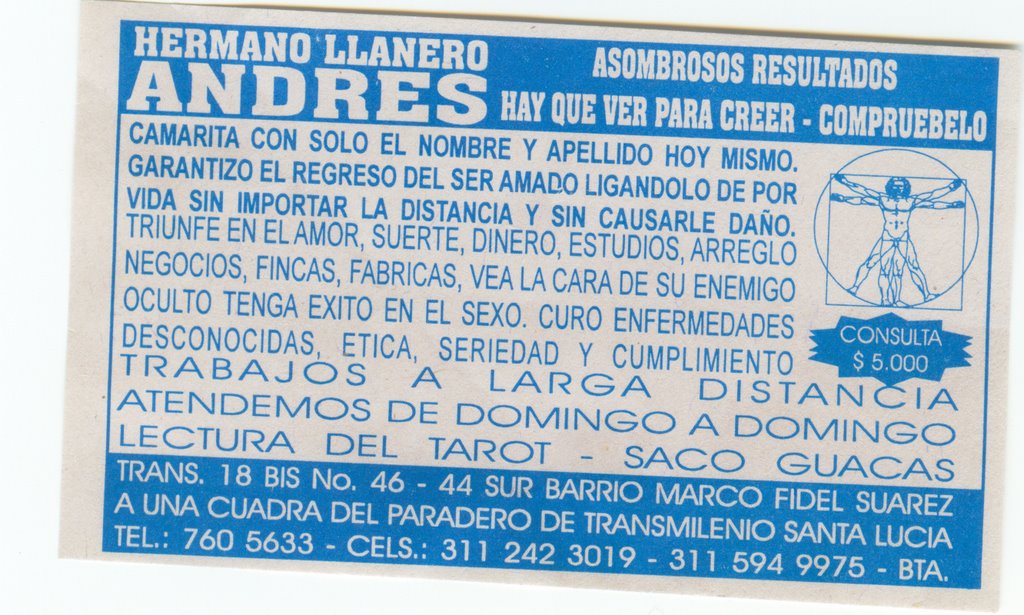 HERMANO LLANERO
ANDRES
ASOMBROSOS RESULTADOS
HAY QUE VER PARA CREER - COMPRUEBELO
CAMARITA CON SOLO EL NOMBRE Y APELLIDO HOY MISMO.
GARANTIZO EL REGRESO DEL SER AMADO LIGANDOLO DE POR
VIDA SIN IMPORTAR LA DISTANCIA Y SIN CAUSARLE DAÑO.
TRIUNFE EN EL AMOR, SUERTE, DINERO, ESTUDIOS, ARREGLO
NEGOCIOS, FINCAS, FABRICAS, VEA LA CARA DE SU ENEMIGO
OCULTO TENGA EXITO EN EL SEXO. CURO ENFERMEDADES
DESCONOCIDAS, ETICA, SERIEDAD Y CUMPLIMIENTO
CONSULTA
$ 5.000
TRABAJOS A LARGA DISTANCIA
ATENDEMOS DE DOMINGO A DOMINGO
LECTURA DEL TAROT - SACO GUACAS
TRANS. 18 BIS No. 46 - 44 SUR BARRIO MARCO FIDEL SUAREZ
A UNA CUADRA DEL PARADERO DE TRANSMILENIO SANTA LUCIA
TEL.: 760 5633 - CELS.: 311 242 3019 - 311 594 9975 - BTA.